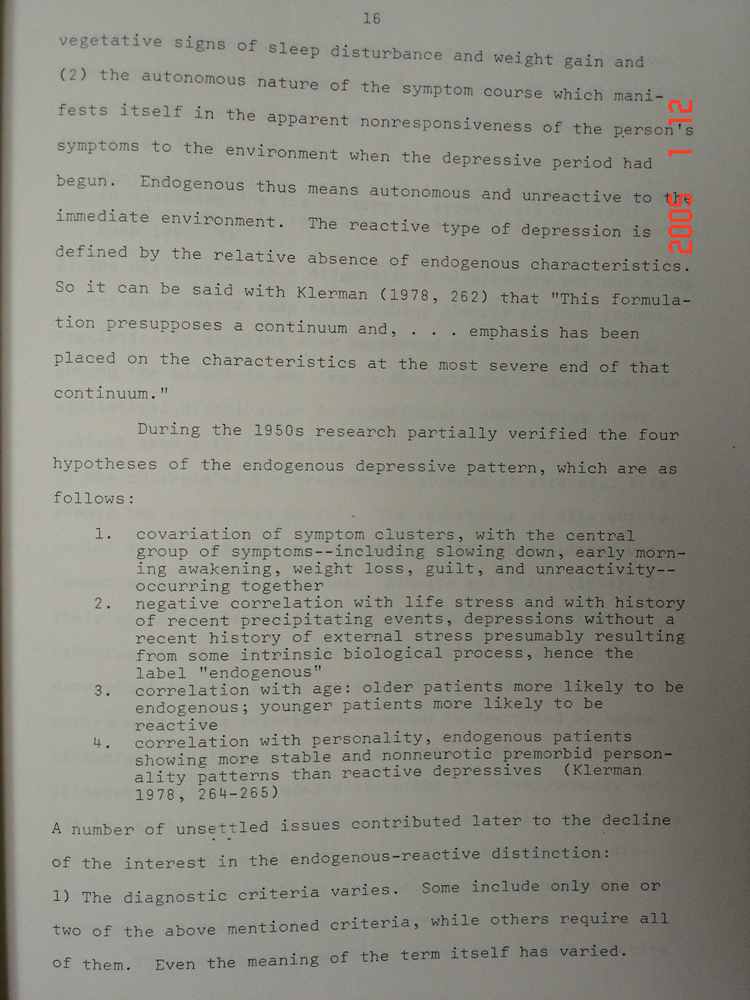 16
vegetative signs of sleep disturbance and weight gain and
(2) the autonomous nature of the symptom course which mani-
fests itself in the apparent nonresponsiveness of the person's
symptoms to the environment when the depressive period had
begun. Endogenous thus means autonomous and unreactive to the
immediate environment. The reactive type of depression is
defined by the relative absence of endogenous characteristics.
So it can be said with Klerman (1978, 262) that "This formula-
tion presupposes a continuum and, . . . emphasis has been
placed on the characteristics at the most severe end of that
continuum."
During the 1950s research partially verified the four
hypotheses of the endogenous depressive pattern, which are as
follows:
1. covariation of symptom clusters, with the central
group of symptoms--including slowing down, early morn-
ing awakening, weight loss, guilt, and unreactivity--
occurring together
2. negative correlation with life stress and with history
of recent precipitating events, depressions without a
recent history of external stress presumably resulting
from some intrinsic biological process, hence the
label "endogenous"
3. correlation with age: older patients more likely to be
endogenous; younger patients more likely to be
reactive
4. correlation with personality, endogenous patients
showing more stable and nonneurotic premorbid person-
ality patterns than reactive depressives (Klerman
1978, 264-265)
A number of unsettled issues contributed later to the decline
of the interest in the endogenous-reactive distinction:
1) The diagnostic criteria varies. Some include only one or
two of the above mentioned criteria, while others require all
of them. Even the meaning of the term itself has varied.
2009 1 12